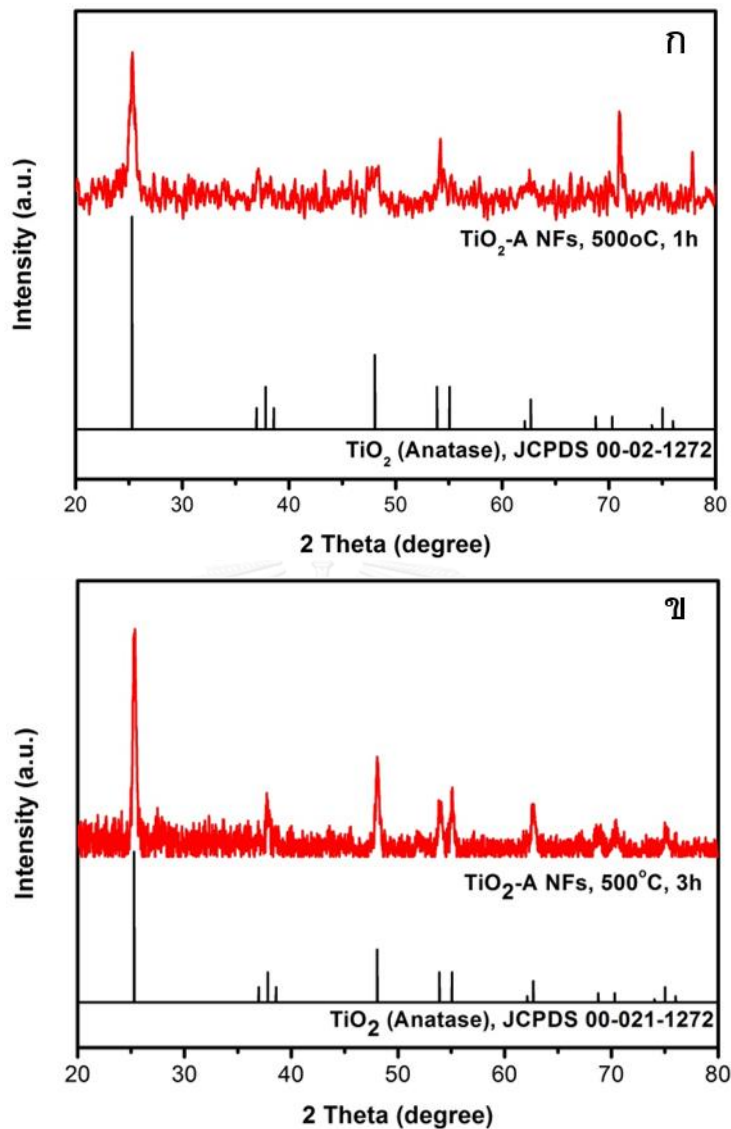 ก
Intensity (a.u.)
TiO₂-A NFs, 500oC, 1h
TiO₂ (Anatase), JCPDS 00-02-1272
20 30 40 50 60 70 80
2 Theta (degree)
ข
Intensity (a.u.)
TiO₂-A NFs, 500°C, 3h
TiO₂ (Anatase), JCPDS 00-021-1272
20 30 40 50 60 70 80
2 Theta (degree)